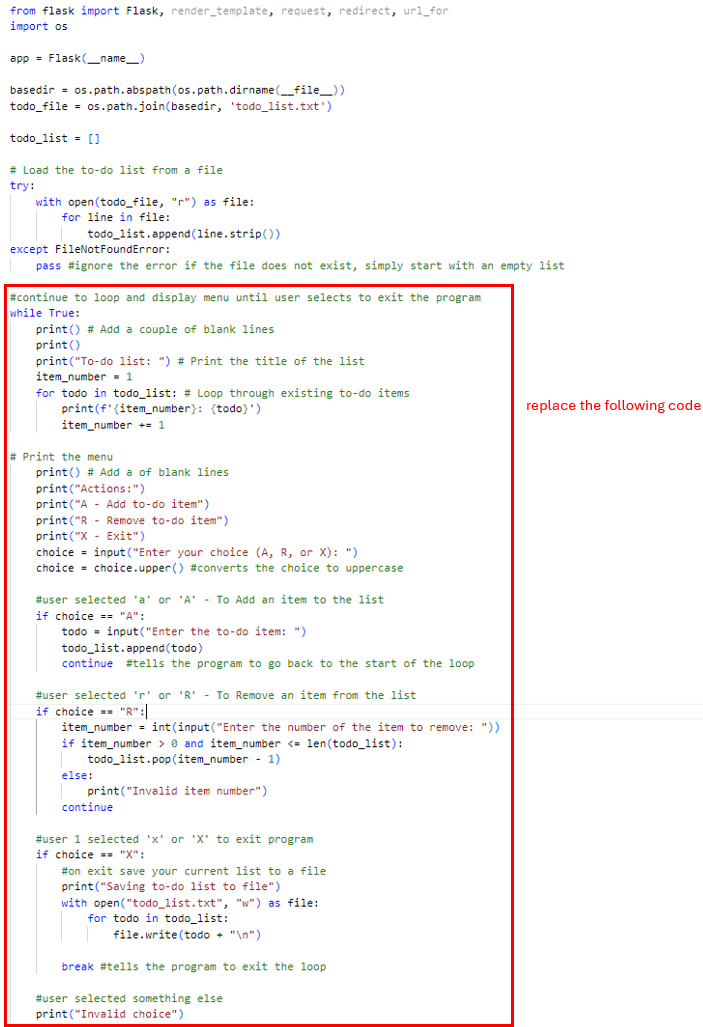 from flask import Flask, render_template, request, redirect, url_for
import os

app = Flask(__name__)

basedir = os.path.abspath(os.path.dirname(__file__))
todo_file = os.path.join(basedir, 'todo_list.txt')

todo_list = []

# Load the to-do list from a file
try:
    with open(todo_file, "r") as file:
        for line in file:
            todo_list.append(line.strip())
except FileNotFoundError:
    pass #ignore the error if the file does not exist, simply start with an empty list

#continue to loop and display menu until user selects to exit the program
while True:
    print() # Add a couple of blank lines
    print()
    print("To-do list: ") # Print the title of the list
    item_number = 1
    for todo in todo_list: # Loop through existing to-do items
        print(f'{item_number}: {todo}')
        item_number += 1
replace the following code

# Print the menu
    print() # Add a of blank lines
    print("Actions:")
    print("A - Add to-do item")
    print("R - Remove to-do item")
    print("X - Exit")
    choice = input("Enter your choice (A, R, or X): ")
    choice = choice.upper() #converts the choice to uppercase

    #user selected 'a' or 'A' - To Add an item to the list
    if choice == "A":
        todo = input("Enter the to-do item: ")
        todo_list.append(todo)
        continue  #tells the program to go back to the start of the loop

    #user selected 'r' or 'R' - To Remove an item from the list
    if choice == "R":
        item_number = int(input("Enter the number of the item to remove: "))
        if item_number > 0 and item_number <= len(todo_list):
            todo_list.pop(item_number - 1)
        else:
            print("Invalid item number")
        continue

    #user 1 selected 'x' or 'X' to exit program
    if choice == "X":
        #on exit save your current list to a file
        print("Saving to-do list to file")
        with open("todo_list.txt", "w") as file:
            for todo in todo_list:
                file.write(todo + "\n")

        break #tells the program to exit the loop

    #user selected something else
    print("Invalid choice")